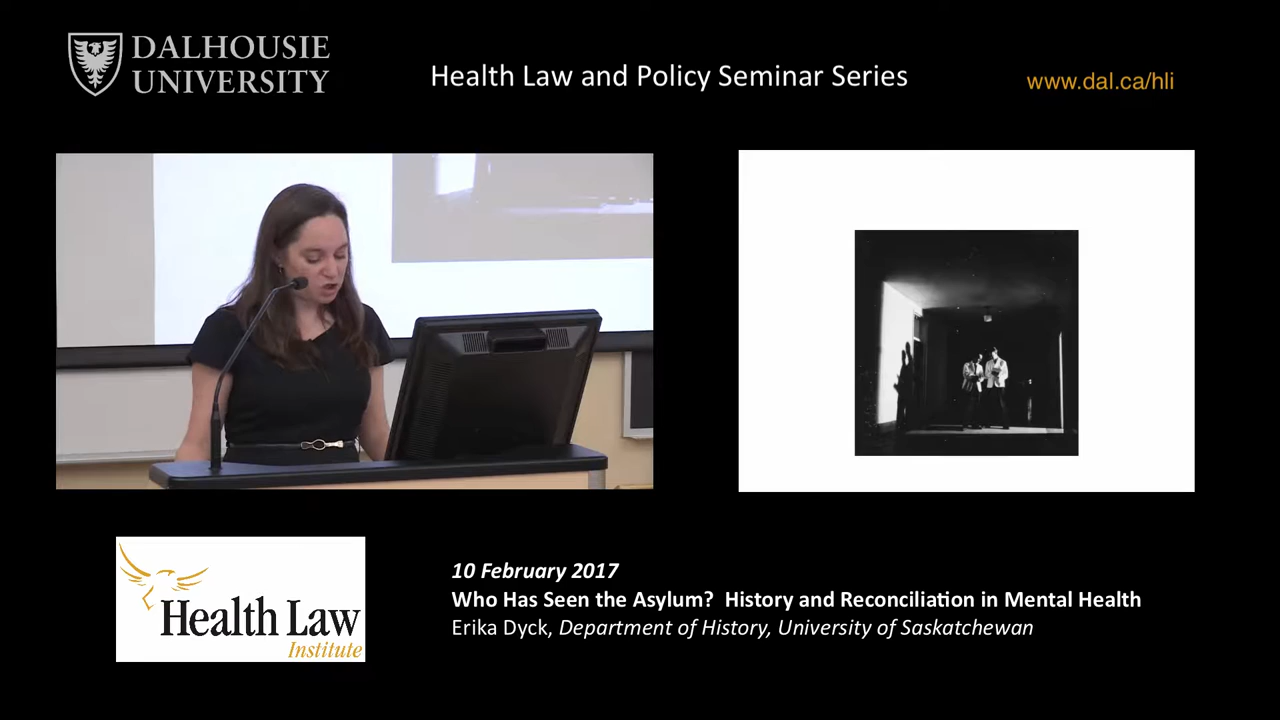 DALHOUSIE
UNIVERSITY
Health Law and Policy Seminar Series
www.dal.ca/hli
Health Law
Institute
10 February 2017
Who Has Seen the Asylum?  History and Reconciliation in Mental Health
Erika Dyck, Department of History, University of Saskatchewan